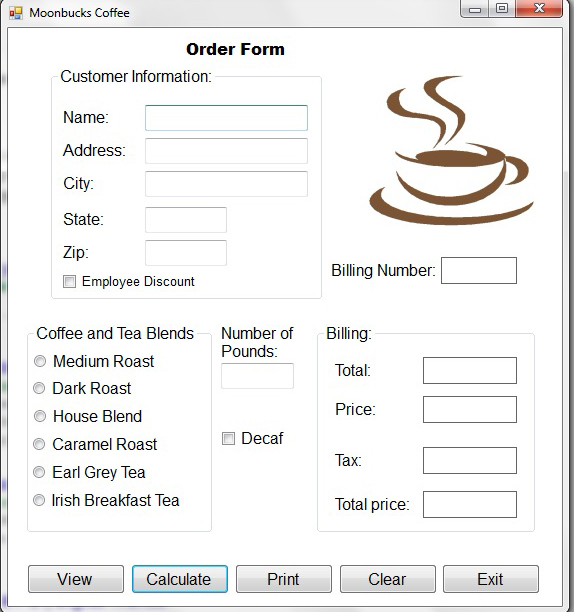 Moonbucks Coffee
Order Form
Customer Information:
Name:
Address:
City:
State:
Zip:
Employee Discount
Billing Number:
Coffee and Tea Blends
Medium Roast
Dark Roast
House Blend
Caramel Roast
Earl Grey Tea
Irish Breakfast Tea
Number of
Pounds:
Decaf
Billing:
Total:
Price:
Tax:
Total price:
View
Calculate
Print
Clear
Exit